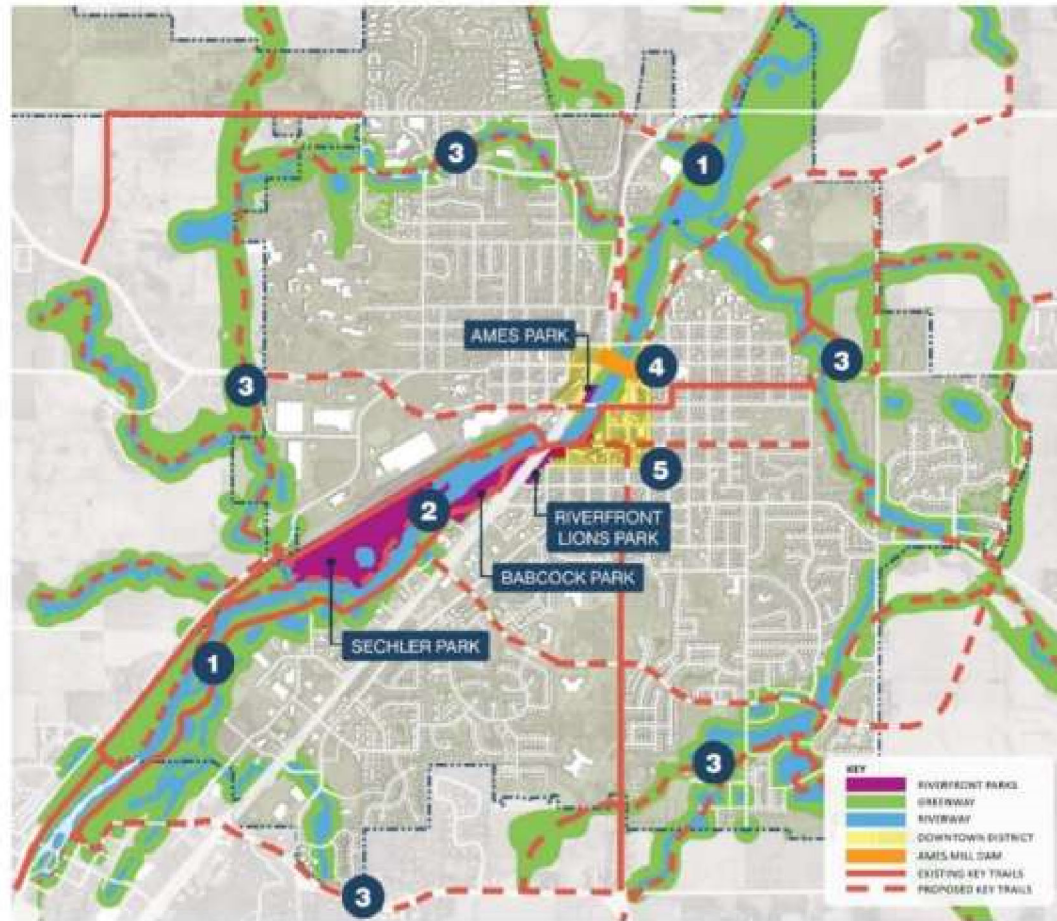 1
3
AMES PARK
4
3
3
5
2
RIVERFRONT
LIONS PARK
BABCOCK PARK
SECHLER PARK
1
3
3
KEY
RIVERFRONT PARKS
GREENWAY
RIVERWAY
DOWNTOWN DISTRICT
AMES MILL DAM
EXISTING KEY TRAILS
PROPOSED KEY TRAILS